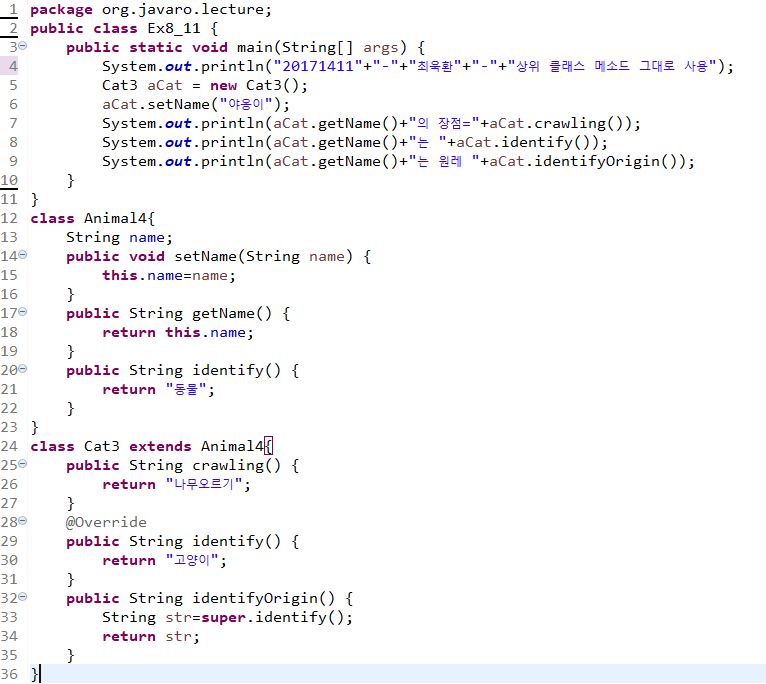 1 package org.javaro.lecture;
2 public class Ex8_11 {
3 public static void main(String[] args) {
4 System.out.println("20171411"+"-"+"최욱환"+"-"+"상위 클래스 메소드 그대로 사용");
5 Cat3 aCat = new Cat3();
6 aCat.setName("야옹이");
7 System.out.println(aCat.getName()+"의 장점="+aCat.crawling());
8 System.out.println(aCat.getName()+"는 "+aCat.identify());
9 System.out.println(aCat.getName()+"는 원레 "+aCat.identifyOrigin());
10 }
11 }
12 class Animal4{
13 String name;
14 public void setName(String name) {
15 this.name=name;
16 }
17 public String getName() {
18 return this.name;
19 }
20 public String identify() {
21 return "동물";
22 }
23 }
24 class Cat3 extends Animal4{
25 public String crawling() {
26 return "나무오르기";
27 }
28 @Override
29 public String identify() {
30 return "고양이";
31 }
32 public String identifyOrigin() {
33 String str=super.identify();
34 return str;
35 }
36 }